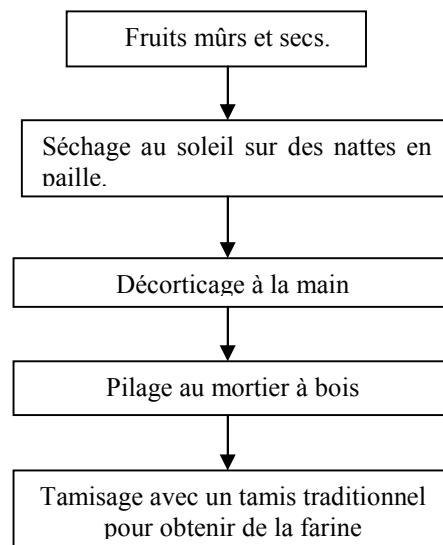 Fruits mûrs et secs.
Séchage au soleil sur des nattes en
paille.
Décorticage à la main
Pilage au mortier à bois
Tamisage avec un tamis traditionnel
pour obtenir de la farine